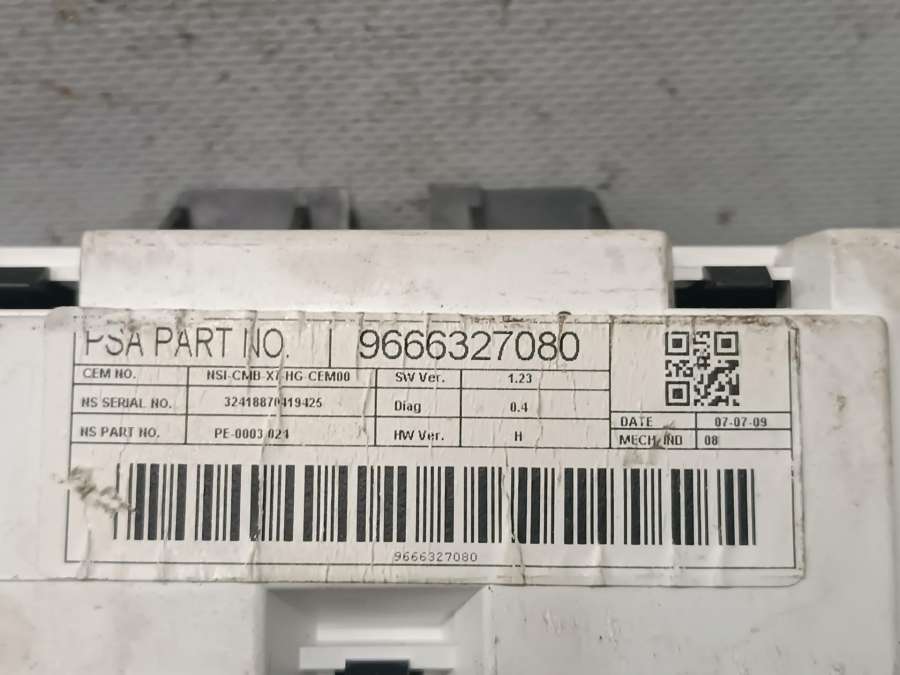 PSA PART NO. 9666327080
CEM NO. NSI-CMB-X7-HG-CEM00 SW Ver. 1.23
NS SERIAL NO. 32418870419425 Diag 0.4
NS PART NO. PE-0003 021 HW Ver. H
DATE 07-07-09
MECH. IND 08
9666327080